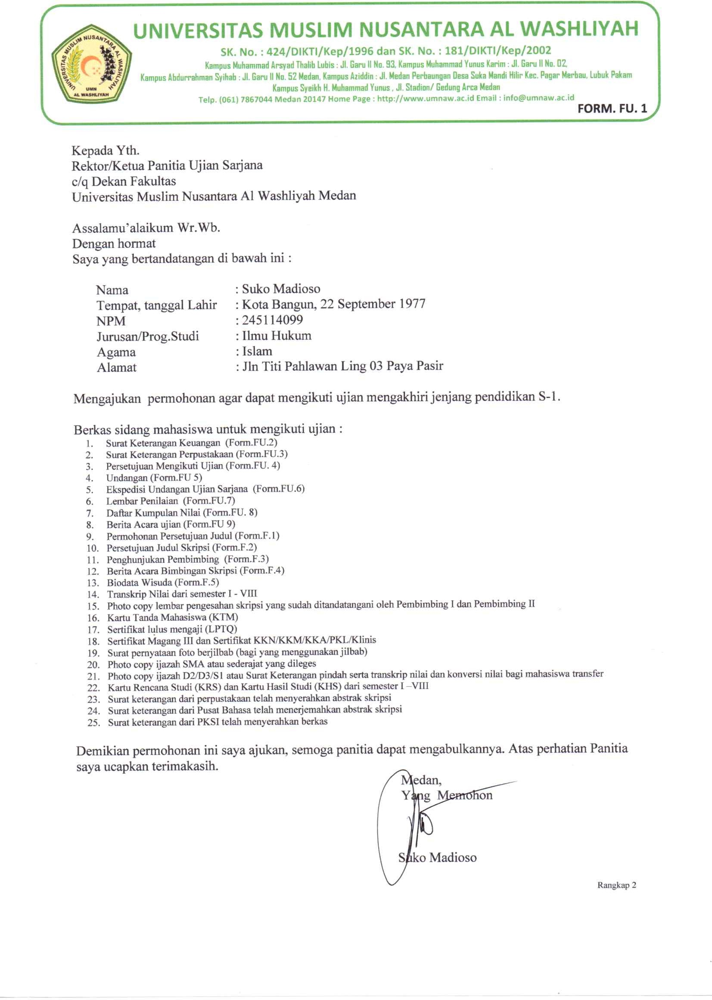 UNIVERSITAS MUSLIM NUSANTARA AL WASHLIYAH
UMN
AL WASHLIYAH
UNIVERSITAS MUSLIM NUSANTARA AL WASHLIYAH
SK. No. : 424/DIKTI/Kep/1996 dan SK. No. : 181/DIKTI/Kep/2002
Kampus Muhammad Arsyad Thalib Lubis : Jl. Garu II No. 93, Kampus Muhammad Yunus Karim : Jl. Garu II No. 02,
Kampus Abdurrahman Syihab : Jl. Garu II No. 52 Medan, Kampus Aziddin : Jl. Medan Perbaungan Desa Suka Mandi Hilir Kec. Pagar Merbau, Lubuk Pakam
Kampus Syeikh H. Muhammad Yunus , Jl. Stadion/ Gedung Arca Medan
Telp. (061) 7867044 Medan 20147 Home Page : http://www.umnaw.ac.id Email : info@umnaw.ac.id
FORM. FU. 1
Kepada Yth.
Rektor/Ketua Panitia Ujian Sarjana
c/q Dekan Fakultas
Universitas Muslim Nusantara Al Washliyah Medan
Assalamu’alaikum Wr.Wb.
Dengan hormat
Saya yang bertandatangan di bawah ini :
Nama : Suko Madioso
Tempat, tanggal Lahir : Kota Bangun, 22 September 1977
NPM : 245114099
Jurusan/Prog.Studi : Ilmu Hukum
Agama : Islam
Alamat : Jln Titi Pahlawan Ling 03 Paya Pasir
Mengajukan permohonan agar dapat mengikuti ujian mengakhiri jenjang pendidikan S-1.
Berkas sidang mahasiswa untuk mengikuti ujian :
1. Surat Keterangan Keuangan (Form.FU.2)
2. Surat Keterangan Perpustakaan (Form.FU.3)
3. Persetujuan Mengikuti Ujian (Form.FU. 4)
4. Undangan (Form.FU 5)
5. Ekspedisi Undangan Ujian Sarjana (Form.FU.6)
6. Lembar Penilaian (Form.FU.7)
7. Daftar Kumpulan Nilai (Form.FU. 8)
8. Berita Acara ujian (Form.FU 9)
9. Permohonan Persetujuan Judul (Form.F.1)
10. Persetujuan Judul Skripsi (Form.F.2)
11. Penghunjukan Pembimbing (Form.F.3)
12. Berita Acara Bimbingan Skripsi (Form.F.4)
13. Biodata Wisuda (Form.F.5)
14. Transkrip Nilai dari semester I - VIII
15. Photo copy lembar pengesahan skripsi yang sudah ditandatangani oleh Pembimbing I dan Pembimbing II
16. Kartu Tanda Mahasiswa (KTM)
17. Sertifikat lulus mengaji (LPTQ)
18. Sertifikat Magang III dan Sertifikat KKN/KKM/KKA/PKL/Klinis
19. Surat pernyataan foto berjilbab (bagi yang menggunakan jilbab)
20. Photo copy ijazah SMA atau sederajat yang dileges
21. Photo copy ijazah D2/D3/S1 atau Surat Keterangan pindah serta transkrip nilai dan konversi nilai bagi mahasiswa transfer
22. Kartu Rencana Studi (KRS) dan Kartu Hasil Studi (KHS) dari semester I –VIII
23. Surat keterangan dari perpustakaan telah menyerahkan abstrak skripsi
24. Surat keterangan dari Pusat Bahasa telah menerjemahkan abstrak skripsi
25. Surat keterangan dari PKSI telah menyerahkan berkas
Demikian permohonan ini saya ajukan, semoga panitia dapat mengabulkannya. Atas perhatian Panitia
saya ucapkan terimakasih.
Medan,
Yang Memohon
Suko Madioso
Rangkap 2